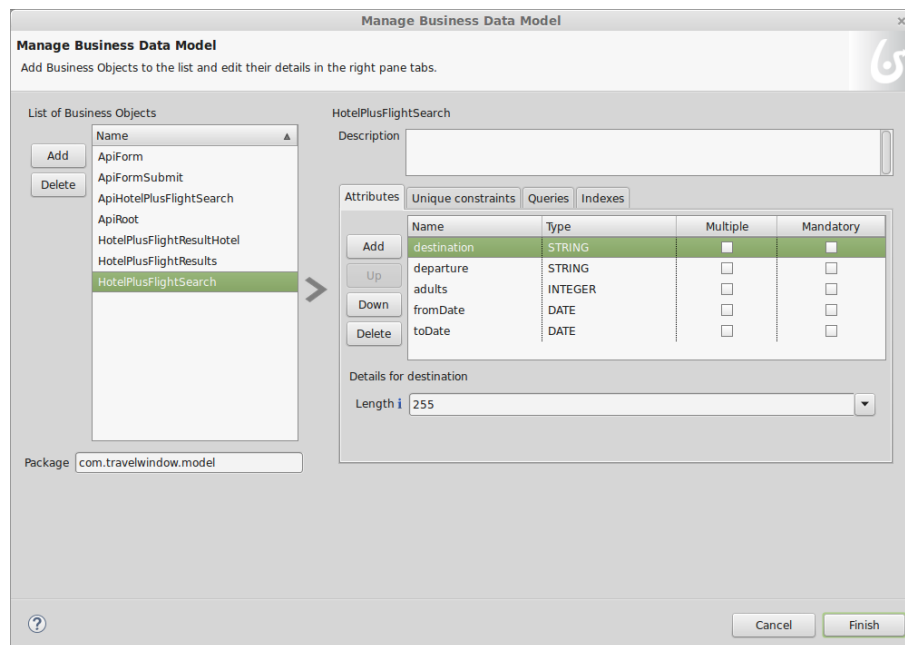 Manage Business Data Model
Manage Business Data Model
Add Business Objects to the list and edit their details in the right pane tabs.
List of Business Objects
Name
Add
Delete
ApiForm
ApiFormSubmit
ApiHotelPlusFlightSearch
ApiRoot
HotelPlusFlightResultHotel
HotelPlusFlightResults
HotelPlusFlightSearch
Package com.travelwindow.model
HotelPlusFlightSearch
Description
Attributes Unique constraints Queries Indexes
Add
Up
Down
Delete
Name Type Multiple Mandatory
destination STRING
departure STRING
adults INTEGER
fromDate DATE
toDate DATE
Details for destination
Length i 255
? Cancel Finish